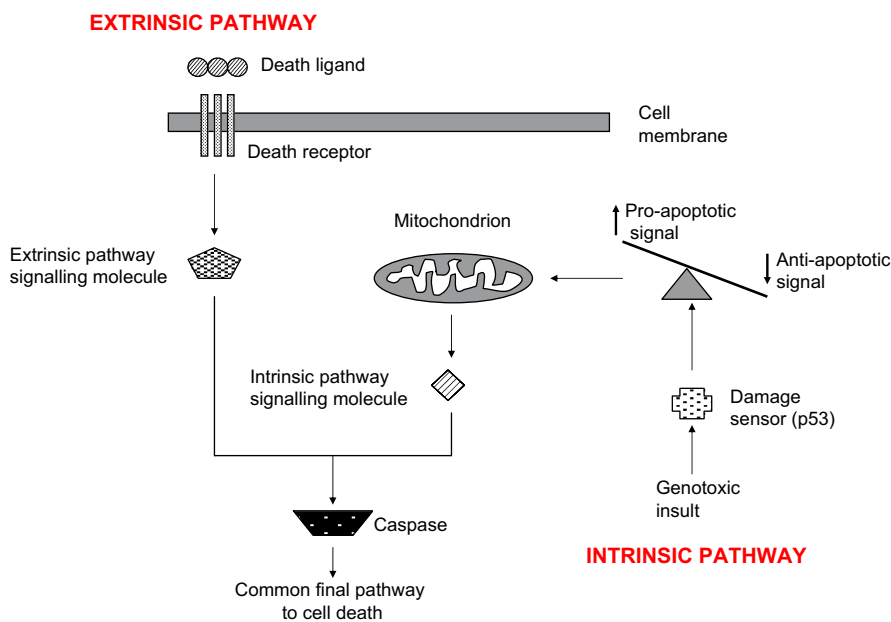 EXTRINSIC PATHWAY
Death ligand
Cell
membrane
Death receptor
Mitochondrion
Pro-apoptotic
signal
Anti-apoptotic
signal
Extrinsic pathway
signalling molecule
Intrinsic pathway
signalling molecule
Damage
sensor (p53)
Genotoxic
insult
Caspase
INTRINSIC PATHWAY
Common final pathway
to cell death